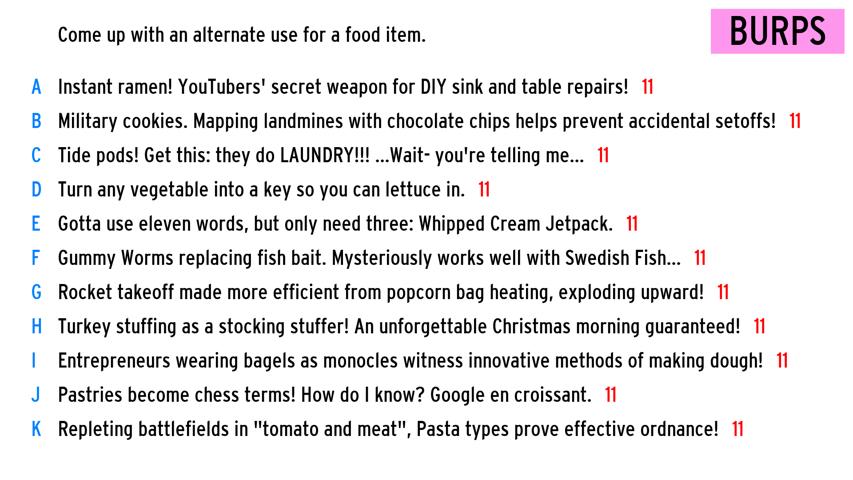 Come up with an alternate use for a food item.
BURPS
A Instant ramen! YouTubers' secret weapon for DIY sink and table repairs! 11
B Military cookies. Mapping landmines with chocolate chips helps prevent accidental setoffs! 11
C Tide pods! Get this: they do LAUNDRY!!! ...Wait- you're telling me... 11
D Turn any vegetable into a key so you can lettuce in. 11
E Gotta use eleven words, but only need three: Whipped Cream Jetpack. 11
F Gummy Worms replacing fish bait. Mysteriously works well with Swedish Fish... 11
G Rocket takeoff made more efficient from popcorn bag heating, exploding upward! 11
H Turkey stuffing as a stocking stuffer! An unforgettable Christmas morning guaranteed! 11
I Entrepreneurs wearing bagels as monocles witness innovative methods of making dough! 11
J Pastries become chess terms! How do I know? Google en croissant. 11
K Repleting battlefields in "tomato and meat", Pasta types prove effective ordnance! 11